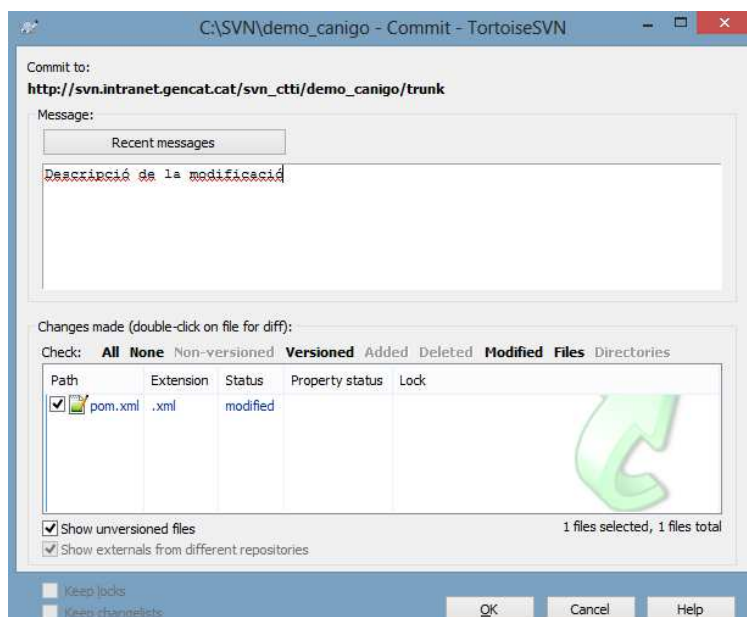 C:\SVN\demo_canigo - Commit - TortoiseSVN
Commit to:
http://svn.intranet.gencat.cat/svn_ctti/demo_canigo/trunk
Message:
Recent messages
Descripció de la modificació
Changes made (double-click on file for diff):
Check: All None Non-versioned Versioned Added Deleted Modified Files Directories
Path Extension Status Property status Lock
pom.xml .xml modified
Show unversioned files 1 files selected, 1 files total
Show externals from different repositories
Keep locks
Keep changelists OK Cancel Help